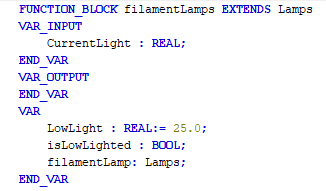 FUNCTION_BLOCK filamentLamps EXTENDS Lamps
VAR_INPUT
CurrentLight : REAL;
END_VAR
VAR_OUTPUT
END_VAR
VAR
LowLight : REAL:= 25.0;
isLowLighted : BOOL;
filamentLamp: Lamps;
END_VAR